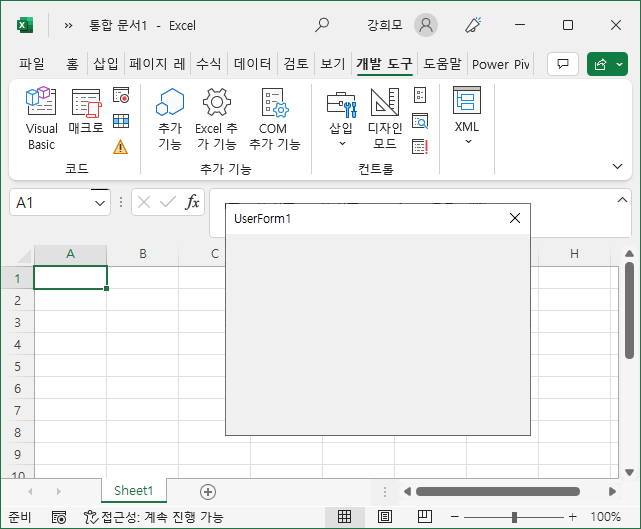 통합 문서1 - Excel
강희모
파일 홈 삽입 페이지 레 수식 데이터 검토 보기 개발 도구 도움말 Power Piv
Visual Basic
매크로
추가 기능
Excel 추가 기능
COM 추가 기능
삽입
디자인 모드
XML
코드
추가 기능
컨트롤
A1
fx
UserForm1
A B C H
1
2
3
4
5
6
7
8
9
10
Sheet1
준비
접근성: 계속 진행 가능
100%